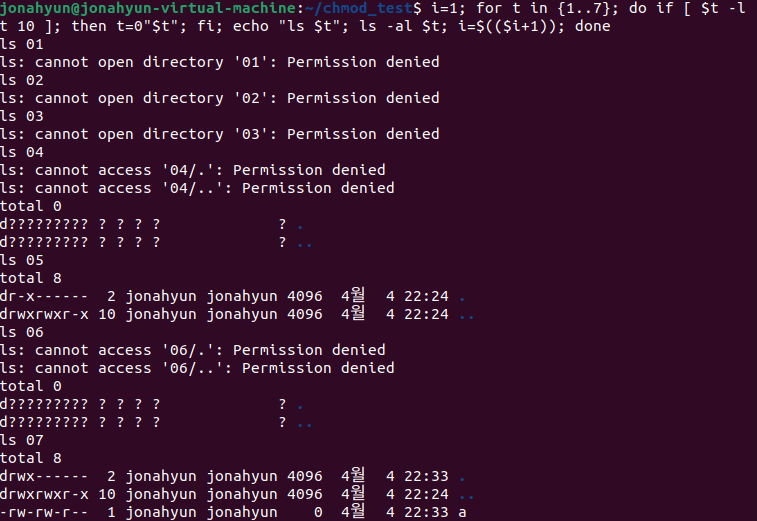 jonahyun@jonahyun-virtual-machine:~/chmod_test$ i=1; for t in {1..7}; do if [ $t -l
t 10 ]; then t=0"$t"; fi; echo "ls $t"; ls -al $t; i=$(($i+1)); done
ls 01
ls: cannot open directory '01': Permission denied
ls 02
ls: cannot open directory '02': Permission denied
ls 03
ls: cannot open directory '03': Permission denied
ls 04
ls: cannot access '04/.': Permission denied
ls: cannot access '04/..': Permission denied
total 0
d????????? ? ? ? ?              ? .
d????????? ? ? ? ?              ? ..
ls 05
total 8
dr-x------  2 jonahyun jonahyun 4096  4월  4 22:24 .
drwxrwxr-x 10 jonahyun jonahyun 4096  4월  4 22:24 ..
ls 06
ls: cannot access '06/.': Permission denied
ls: cannot access '06/..': Permission denied
total 0
d????????? ? ? ? ?              ? .
d????????? ? ? ? ?              ? ..
ls 07
total 8
drwx------  2 jonahyun jonahyun 4096  4월  4 22:33 .
drwxrwxr-x 10 jonahyun jonahyun 4096  4월  4 22:24 ..
-rw-rw-r--  1 jonahyun jonahyun    0  4월  4 22:33 a